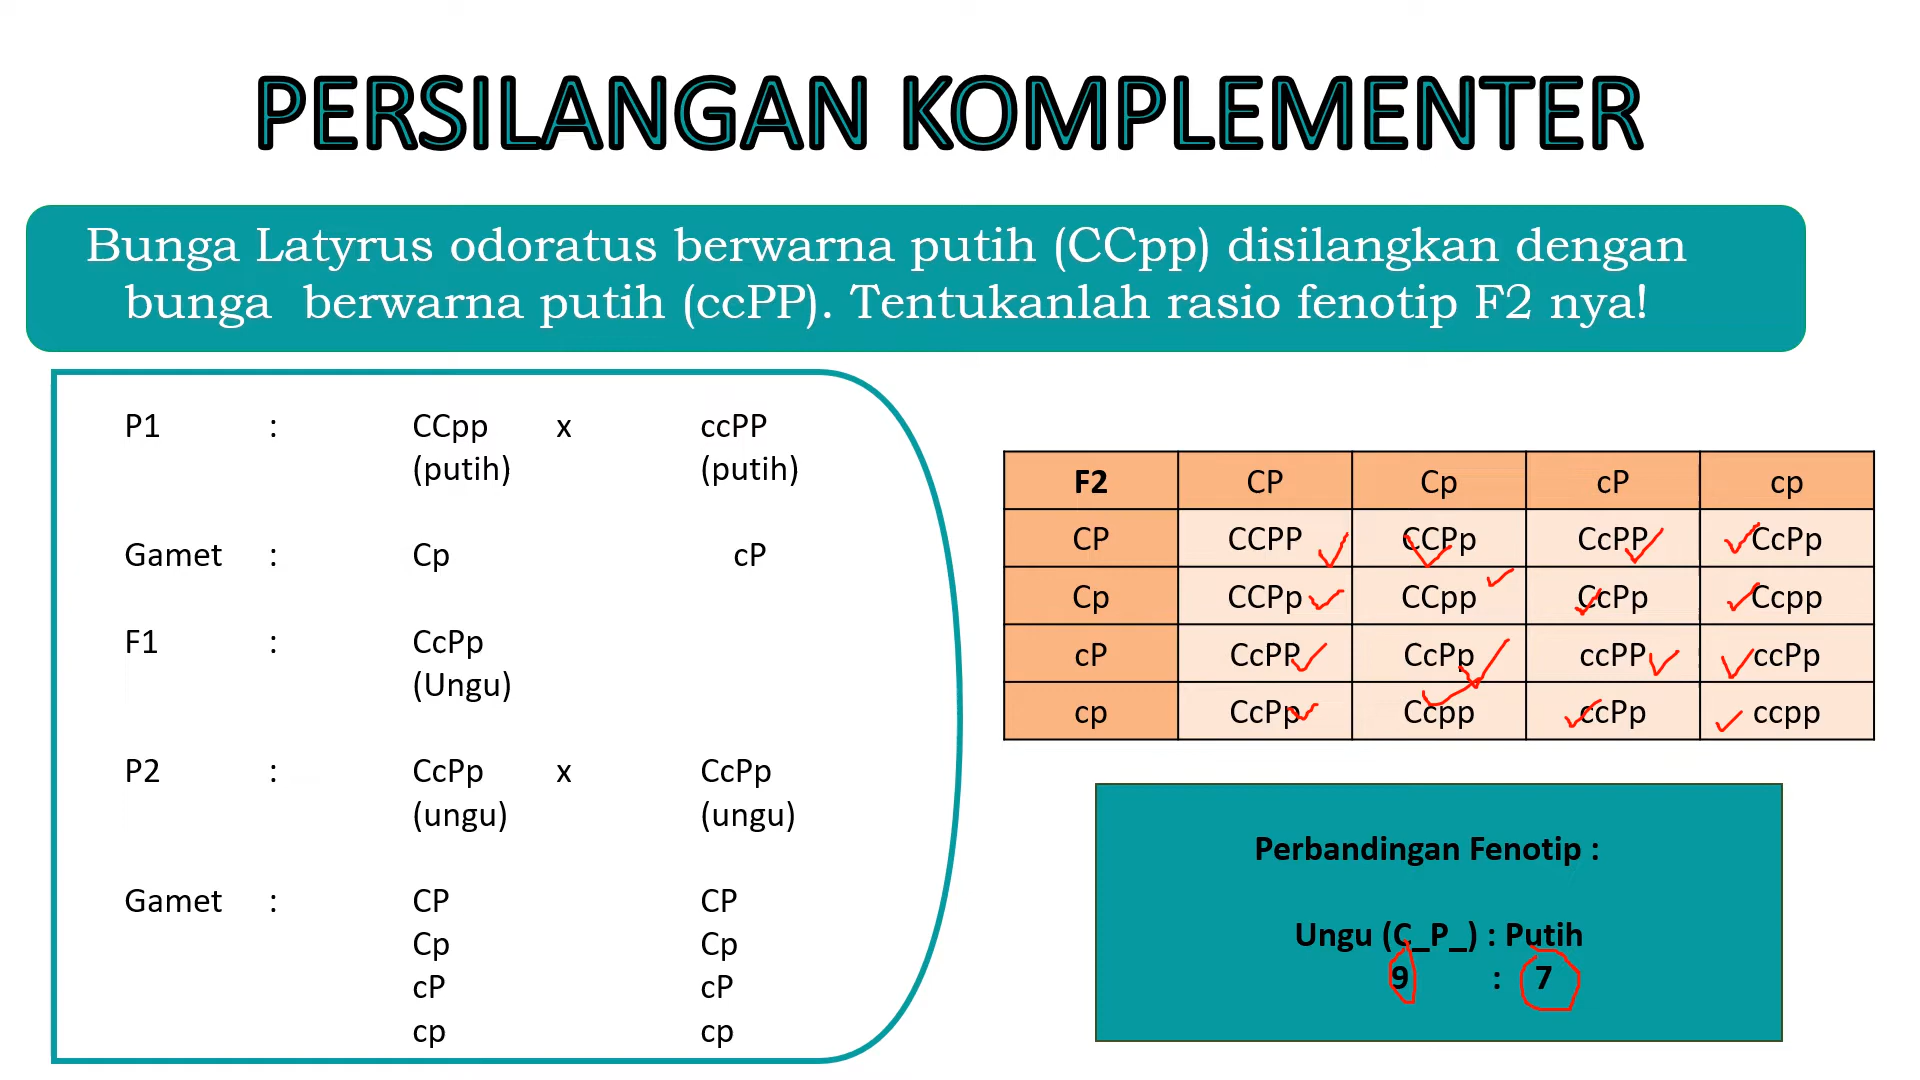 PERSILANGAN KOMPLEMENTER
Bunga Latyrus odoratus berwarna putih (CCpp) disilangkan dengan
bunga berwarna putih (ccPP). Tentukanlah rasio fenotip F2 nya!
P1 : CCpp x ccPP
(putih) (putih)
Gamet : Cp cP
F1 : CcPp
(Ungu)
P2 : CcPp x CcPp
(ungu) (ungu)
Gamet : CP CP
Cp Cp
cP cP
cp cp
F2 CP Cp cP cp
CP CCPP CCPp CcPP CcPp
Cp CCPp CCpp CcPp Ccpp
cP CcPP CcPp ccPP ccPp
cp CcPp Ccpp ccPp ccpp
Perbandingan Fenotip :
Ungu (C_P_) : Putih
9 : 7